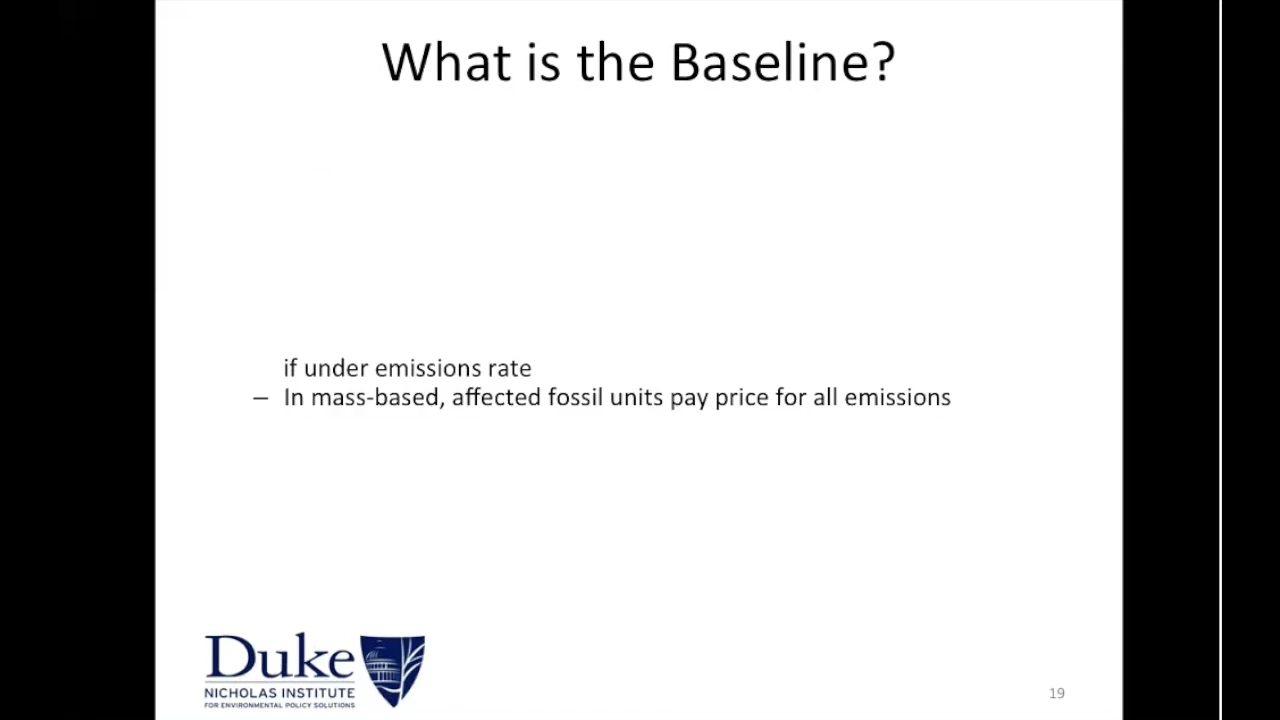 What is the Baseline?
if under emissions rate
– In mass-based, affected fossil units pay price for all emissions
Duke
NICHOLAS INSTITUTE
FOR ENVIRONMENTAL POLICY SOLUTIONS
19